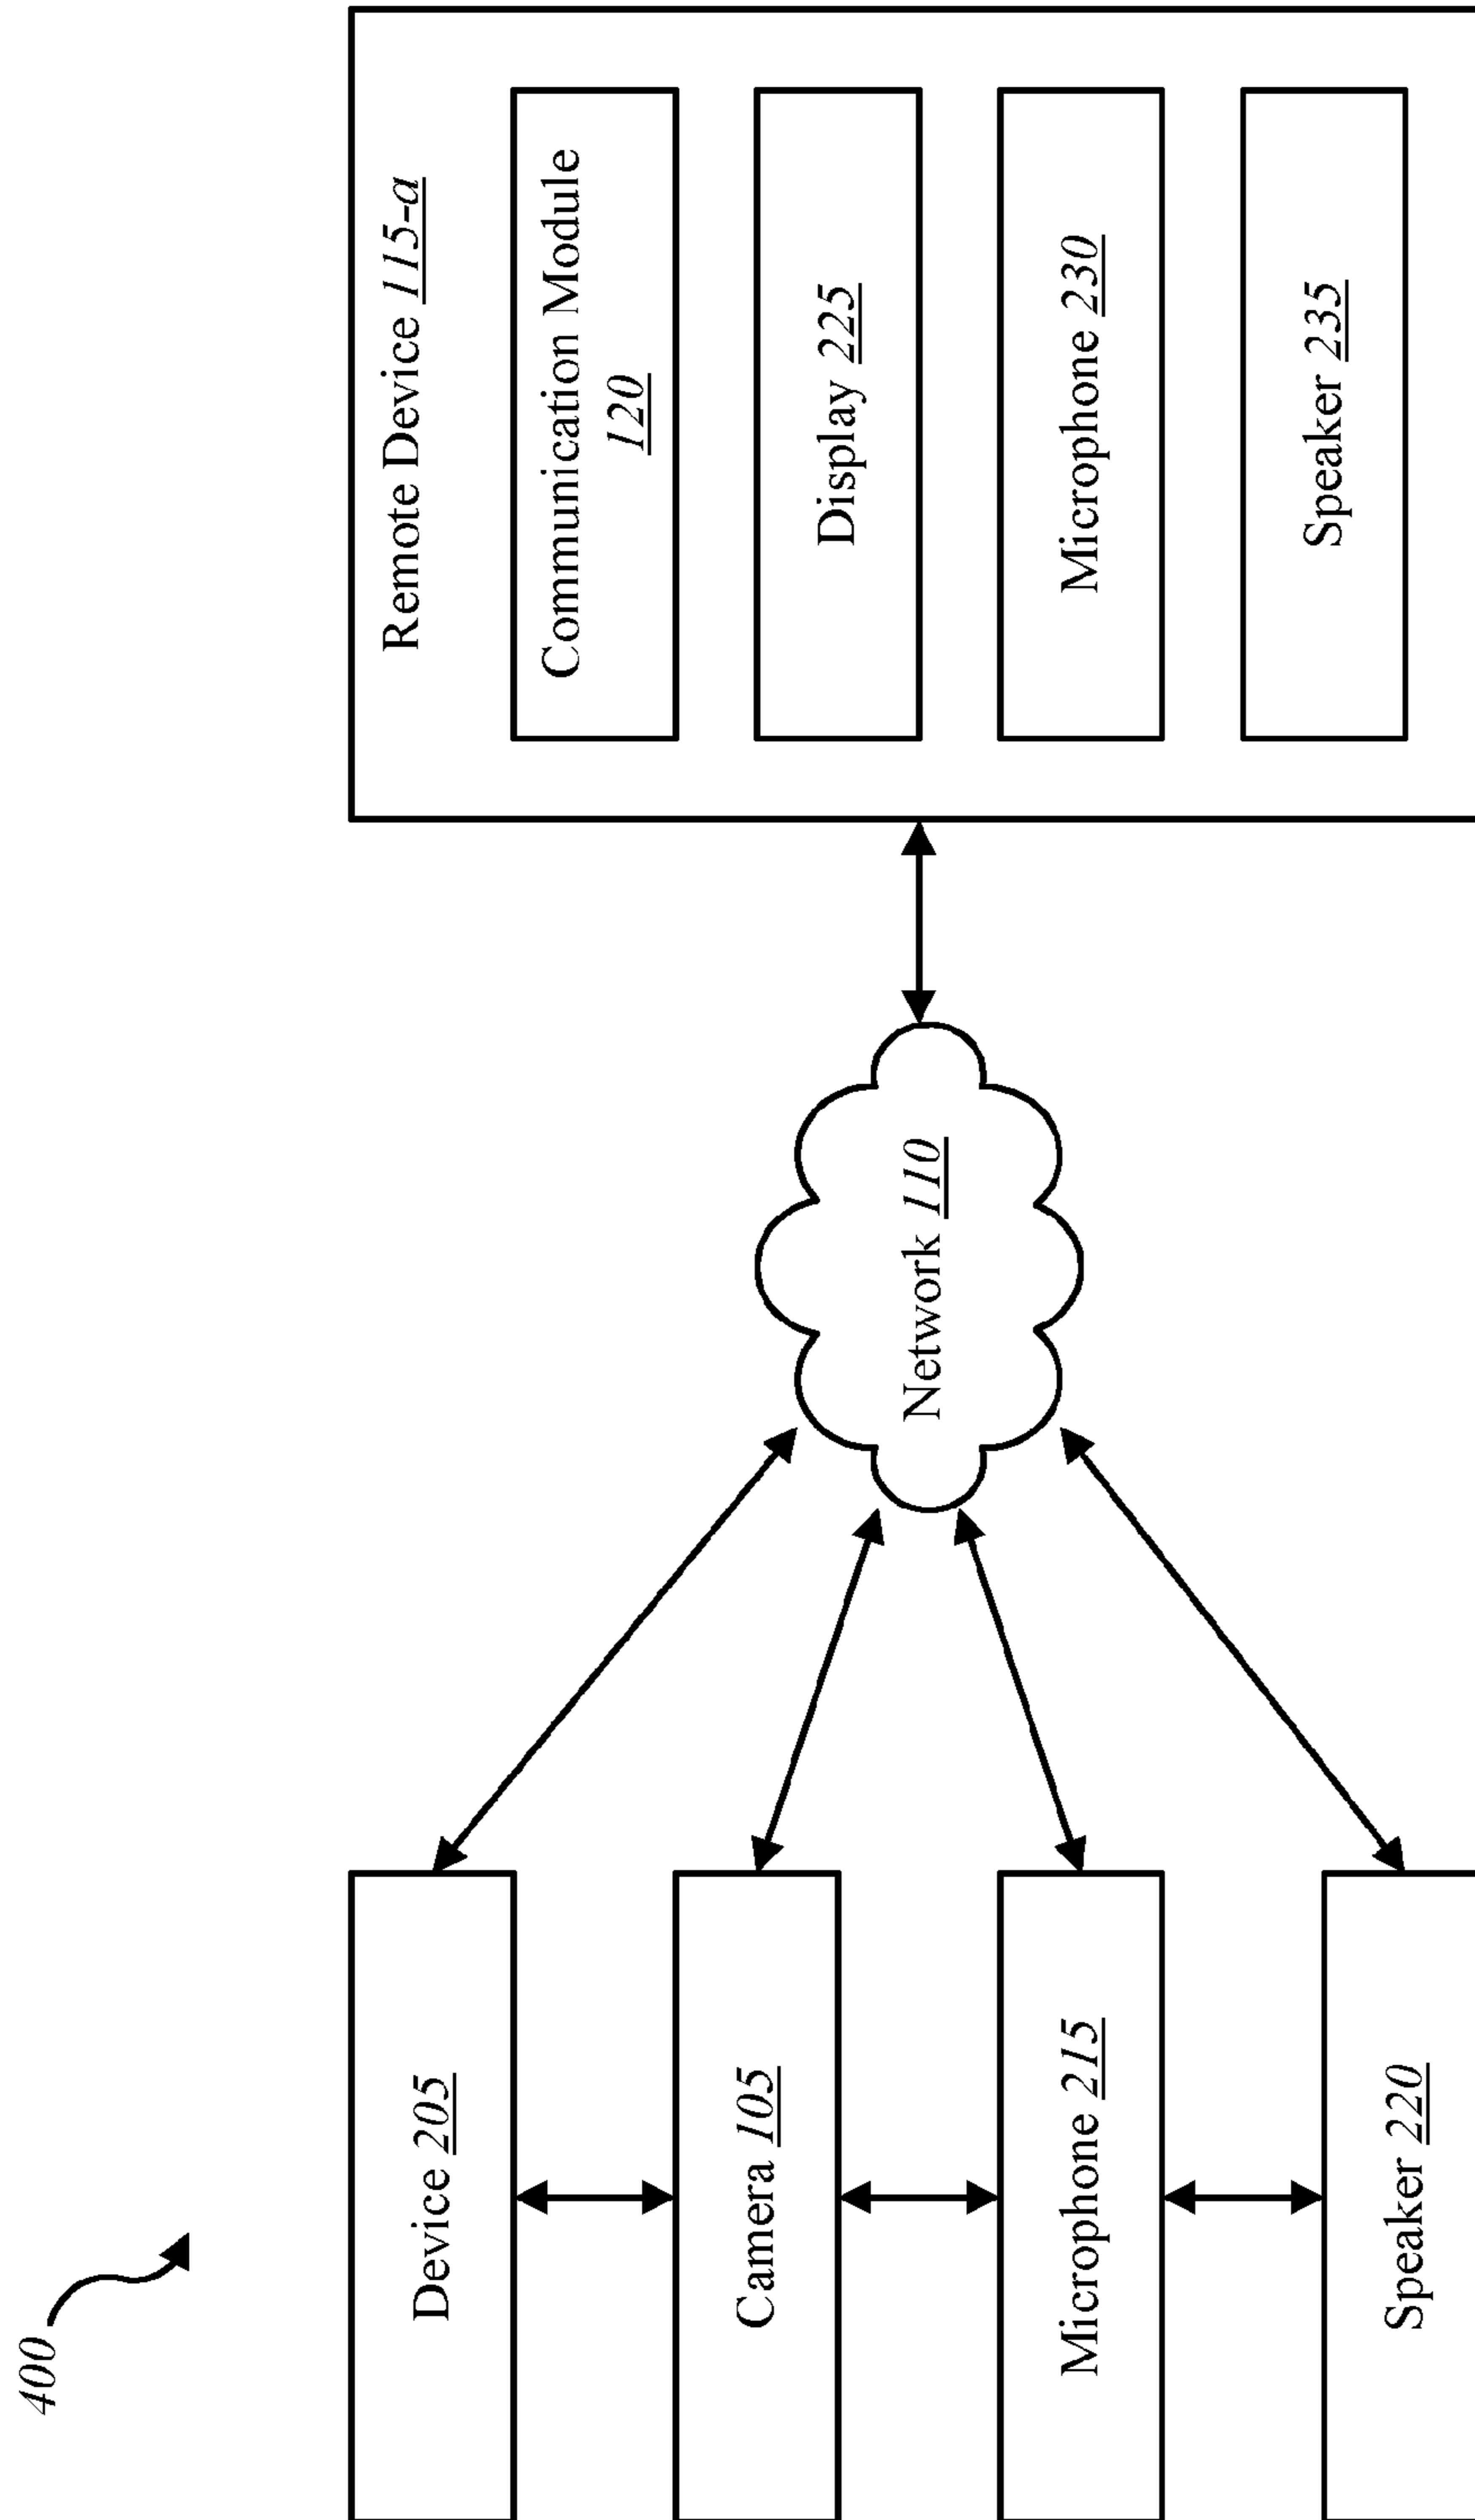 400
Device 205
Camera 105
Microphone 215
Speaker 220
Network 110
Remote Device 115-a
Communication Module
120
Display 225
Microphone 230
Speaker 235